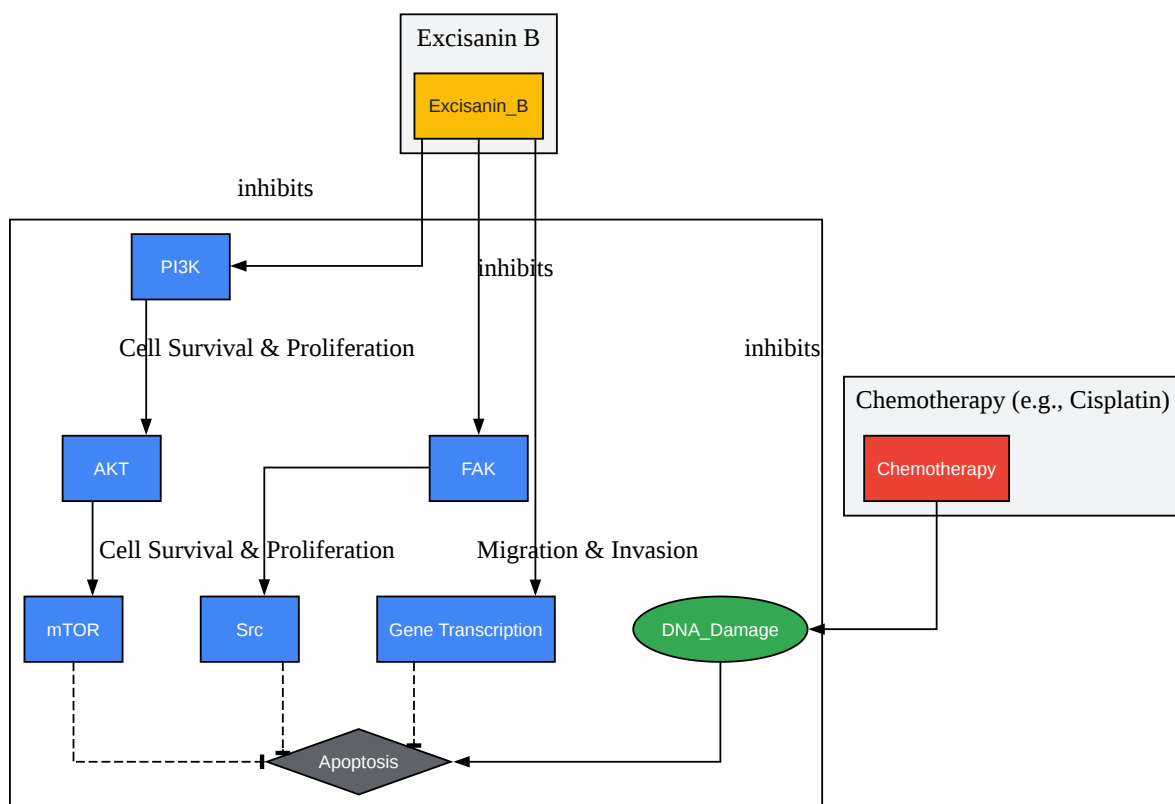 Excisanin B
Excisanin_B
inhibits
PI3K
inhibits
Cell Survival & Proliferation
inhibits
Chemotherapy (e.g., Cisplatin)
Chemotherapy
AKT
FAK
Cell Survival & Proliferation
Migration & Invasion
mTOR
Src
Gene Transcription
DNA_Damage
Apoptosis